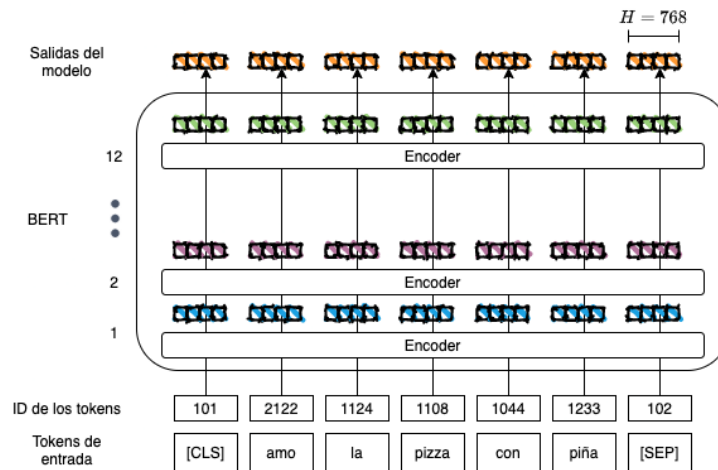 H = 768
Salidas del
modelo
12
Encoder
BERT
2
Encoder
1
Encoder
ID de los tokens
101
2122
1124
1108
1044
1233
102
Tokens de
entrada
[CLS]
amo
la
pizza
con
piña
[SEP]